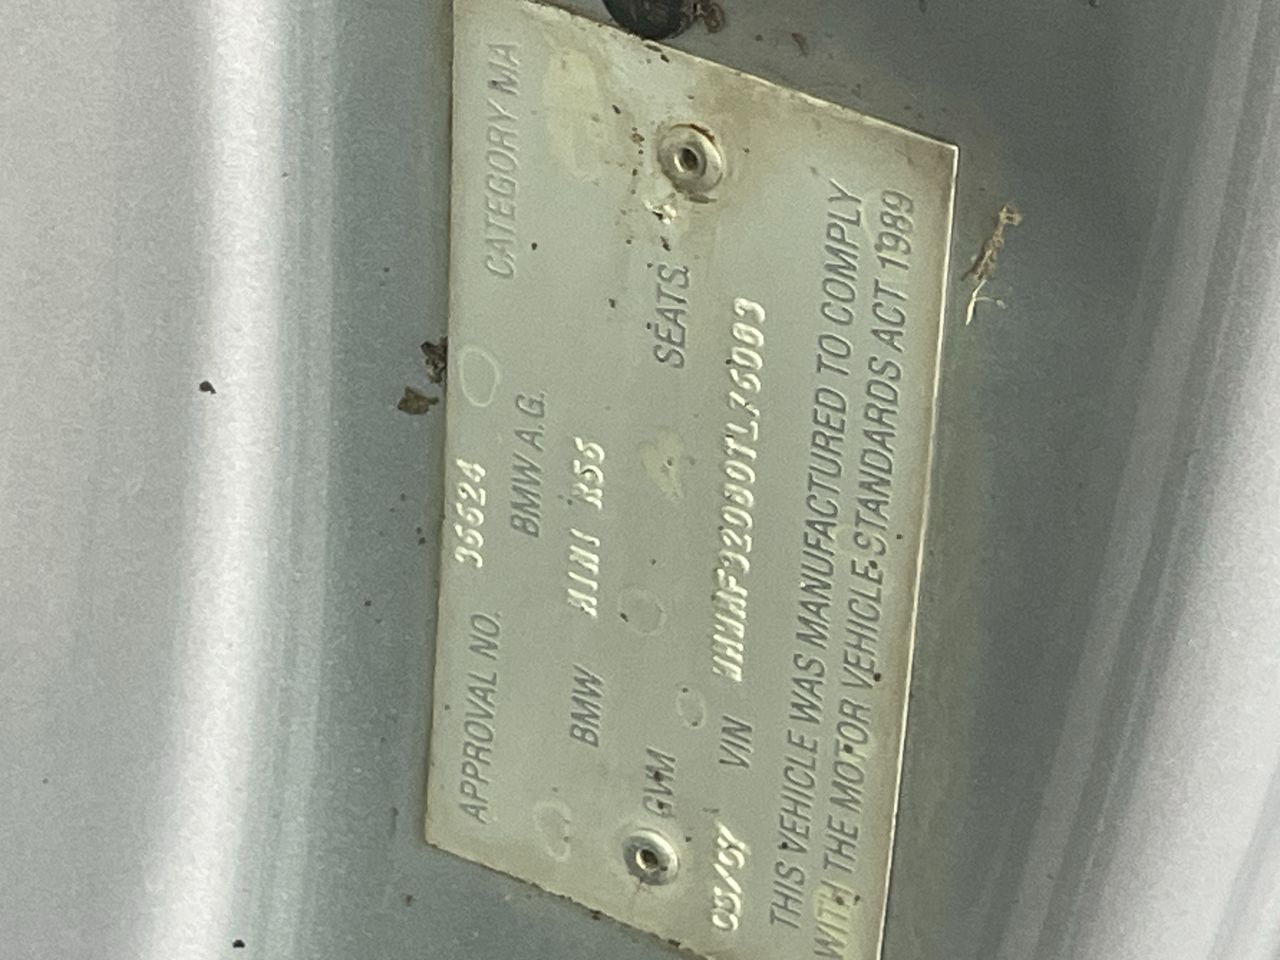 APPROVAL NO. 36624 CATEGORY MA
BMW A.G.
BMW MINI R56
GVM SEATS
VIN
THIS VEHICLE WAS MANUFACTURED TO COMPLY
WITH THE MOTOR VEHICLE STANDARDS ACT 1989